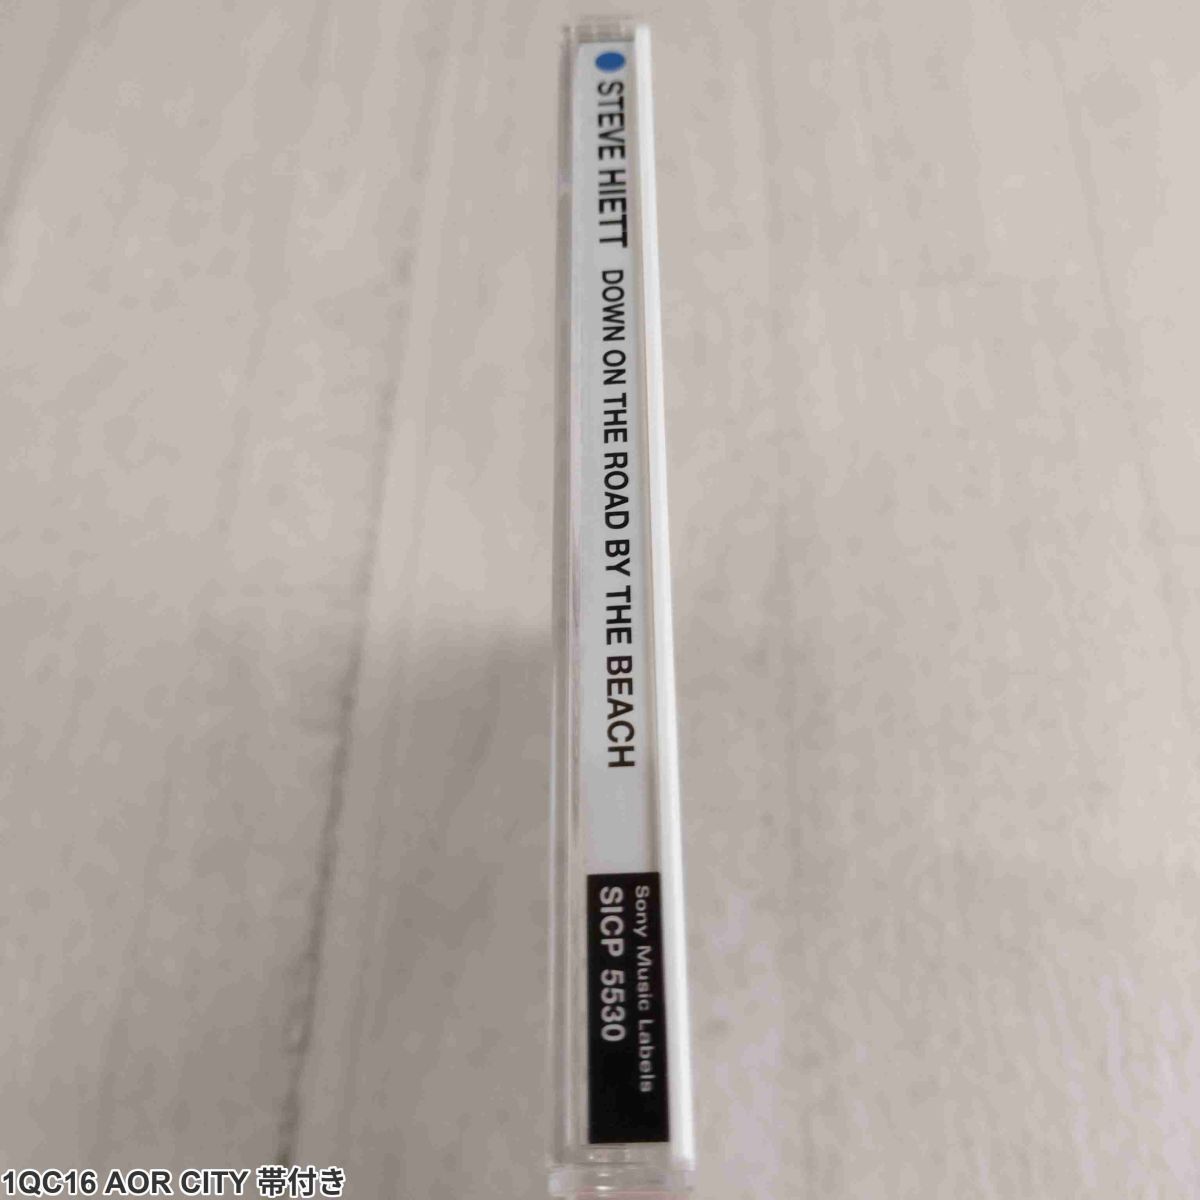 STEVE HIETT DOWN ON THE ROAD BY THE BEACH
Sony Music Labels
SICP 5530
1QC16 AOR CITY 帯付き